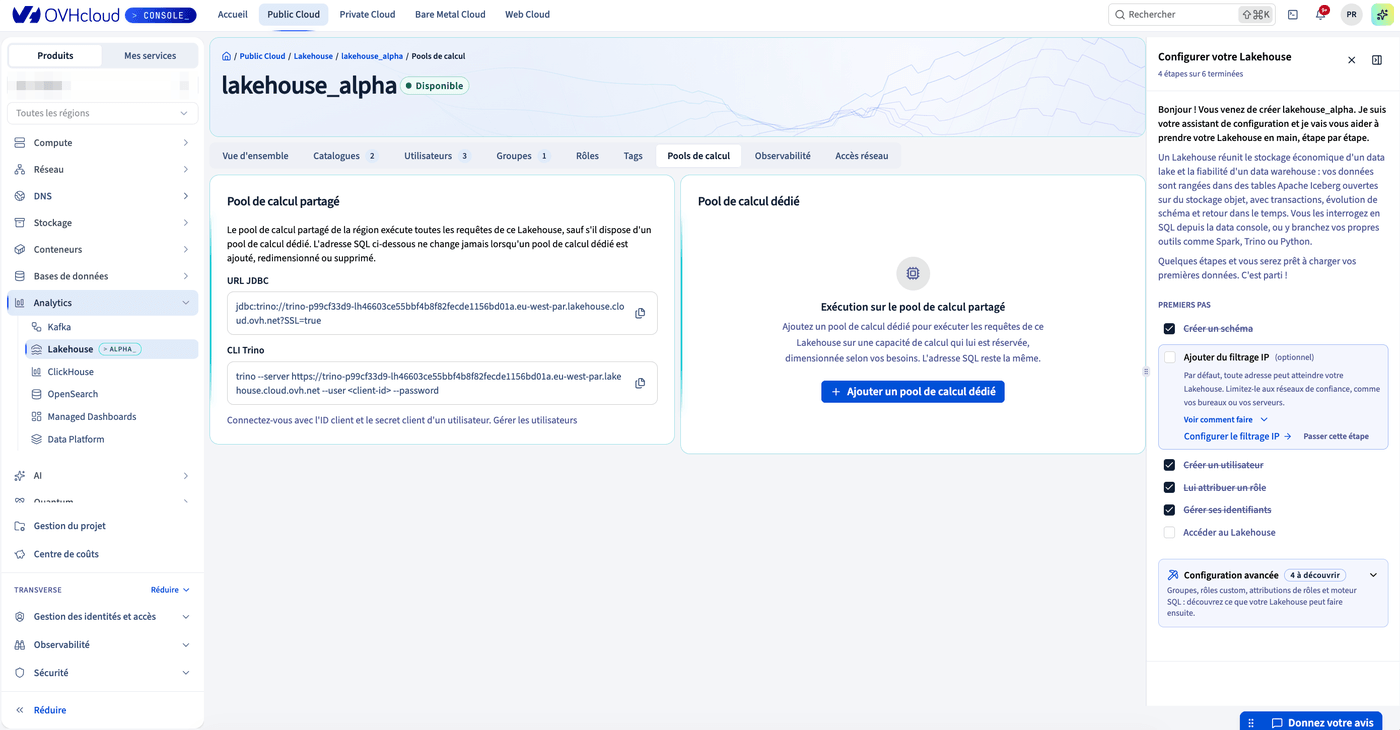 OVHcloud
> CONSOLE_
Accueil
Public Cloud
Private Cloud
Bare Metal Cloud
Web Cloud
Rechercher
⇧⌘K
9+
PR
Produits
Mes services
Toutes les régions
Compute
Réseau
DNS
Stockage
Conteneurs
Bases de données
Analytics
Kafka
Lakehouse
> ALPHA_
ClickHouse
OpenSearch
Managed Dashboards
Data Platform
AI
Quantum
Gestion du projet
Centre de coûts
TRANSVERSE
Réduire
Gestion des identités et accès
Observabilité
Sécurité
Réduire
/ Public Cloud / Lakehouse / lakehouse_alpha / Pools de calcul
lakehouse_alpha
Disponible
Vue d'ensemble
Catalogues 2
Utilisateurs 3
Groupes 1
Rôles
Tags
Pools de calcul
Observabilité
Accès réseau
Pool de calcul partagé
Le pool de calcul partagé de la région exécute toutes les requêtes de ce Lakehouse, sauf s'il dispose d'un
pool de calcul dédié. L'adresse SQL ci-dessous ne change jamais lorsqu'un pool de calcul dédié est
ajouté, redimensionné ou supprimé.
URL JDBC
jdbc:trino://trino-p99cf33d9-lh46603ce55bbf4b8f82fecde1156bd01a.eu-west-par.lakehouse.clo
ud.ovh.net?SSL=true
CLI Trino
trino --server https://trino-p99cf33d9-lh46603ce55bbf4b8f82fecde1156bd01a.eu-west-par.lake
house.cloud.ovh.net --user <client-id> --password
Connectez-vous avec l'ID client et le secret client d'un utilisateur. Gérer les utilisateurs
Pool de calcul dédié
Exécution sur le pool de calcul partagé
Ajoutez un pool de calcul dédié pour exécuter les requêtes de ce
Lakehouse sur une capacité de calcul qui lui est réservée,
dimensionnée selon vos besoins. L'adresse SQL reste la même.
+ Ajouter un pool de calcul dédié
Configurer votre Lakehouse
4 étapes sur 6 terminées
Bonjour ! Vous venez de créer lakehouse_alpha. Je suis
votre assistant de configuration et je vais vous aider à
prendre votre Lakehouse en main, étape par étape.
Un Lakehouse réunit le stockage économique d'un data
lake et la fiabilité d'un data warehouse : vos données
sont rangées dans des tables Apache Iceberg ouvertes
sur du stockage objet, avec transactions, évolution de
schéma et retour dans le temps. Vous les interrogez en
SQL depuis la data console, ou y branchez vos propres
outils comme Spark, Trino ou Python.
Quelques étapes et vous serez prêt à charger vos
premières données. C'est parti !
PREMIERS PAS
Créer un schéma
Ajouter du filtrage IP (optionnel)
Par défaut, toute adresse peut atteindre votre
Lakehouse. Limitez-le aux réseaux de confiance, comme
vos bureaux ou vos serveurs.
Voir comment faire
Configurer le filtrage IP → Passer cette étape
Créer un utilisateur
Lui attribuer un rôle
Gérer ses identifiants
Accéder au Lakehouse
Configuration avancée
4 à découvrir
Groupes, rôles custom, attributions de rôles et moteur
SQL : découvrez ce que votre Lakehouse peut faire
ensuite.
Donnez votre avis